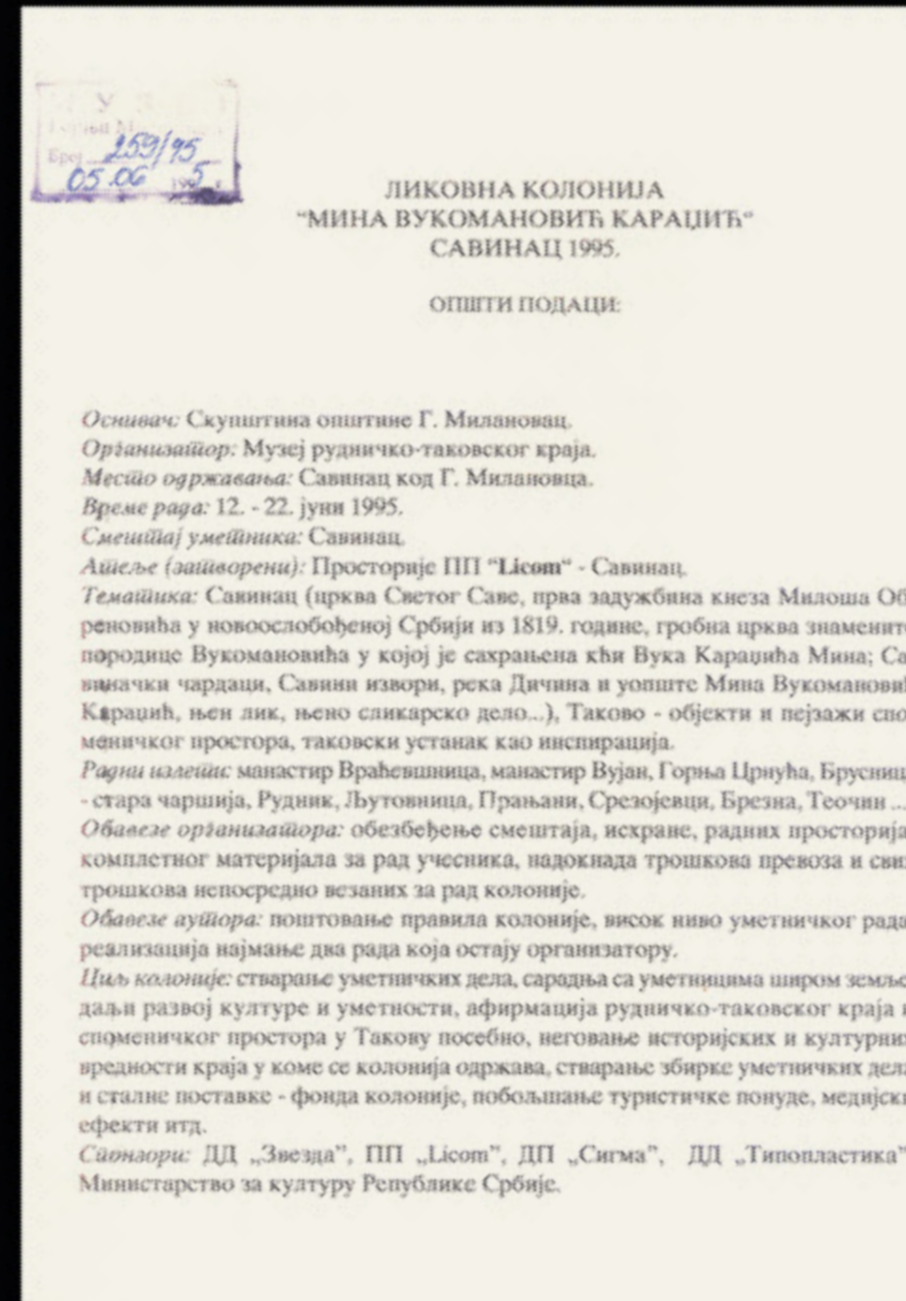 Број 259/95
05.06 1995
ЛИКОВНА КОЛОНИЈА
“МИНА ВУКОМАНОВИЋ КАРАЏИЋ“
САВИНАЦ 1995.
ОПШТИ ПОДАЦИ:
Оснивач: Скупштина општине Г. Милановац.
Организатор: Музеј рудничко-таковског краја.
Место одржавања: Савинац код Г. Милановца.
Време рада: 12. - 22. јуни 1995.
Смештај уметника: Савинац.
Атеље (затворени): Просторије ПП “Licom“ - Савинац.
Тематика: Савинац (црква Светог Саве, прва задужбина кнеза Милоша Об
реновића у новоослобођеној Србији из 1819. године, гробна црква знамените
породице Вукомановића у којој је сахрањена кћи Вука Караџића Мина; Са
виначки чардаци, Савини извори, река Дичина и уопште Мина Вукомановић
Караџић, њен лик, њено сликарско дело...), Таково - објекти и пејзажи спо
меничког простора, таковски устанак као инспирација.
Радни излети: манастир Враћевшница, манастир Вујан, Горња Црнућа, Брусниц
- стара чаршија, Рудник, Љутовница, Прањани, Срезојевци, Брезна, Теочин ...
Обавезе организатора: обезбеђење смештаја, исхране, радних просторија
комплетног материјала за рад учесника, надокнада трошкова превоза и свих
трошкова непосредно везаних за рад колоније.
Обавезе аутора: поштовање правила колоније, висок ниво уметничког рада
реализација најмање два рада која остају организатору.
Циљ колоније: стварање уметничких дела, сарадња са уметницима широм земље
даљи развој културе и уметности, афирмација рудничко-таковског краја и
споменичког простора у Такову посебно, неговање историјских и културних
вредности краја у коме се колонија одржава, стварање збирке уметничких дела
и сталне поставке - фонда колоније, побољшање туристичке понуде, медијски
ефекти итд.
Спонзори: ДД „Звезда”, ПП „Licom”, ДП „Сигма”, ДД „Типопластика”
Министарство за културу Републике Србије.